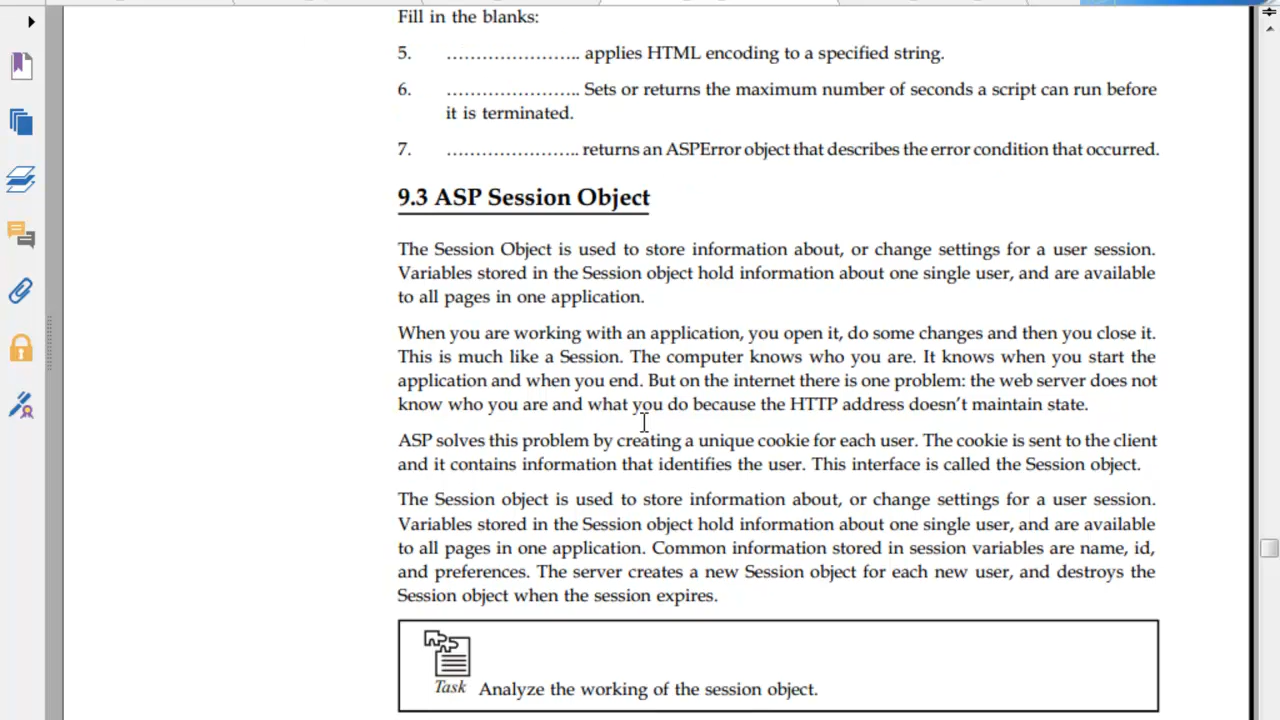 Fill in the blanks:
5. ………………….. applies HTML encoding to a specified string.
6. ………………….. Sets or returns the maximum number of seconds a script can run before
it is terminated.
7. ………………….. returns an ASPError object that describes the error condition that occurred.
9.3 ASP Session Object
The Session Object is used to store information about, or change settings for a user session.
Variables stored in the Session object hold information about one single user, and are available
to all pages in one application.
When you are working with an application, you open it, do some changes and then you close it.
This is much like a Session. The computer knows who you are. It knows when you start the
application and when you end. But on the internet there is one problem: the web server does not
know who you are and what you do because the HTTP address doesn’t maintain state.
ASP solves this problem by creating a unique cookie for each user. The cookie is sent to the client
and it contains information that identifies the user. This interface is called the Session object.
The Session object is used to store information about, or change settings for a user session.
Variables stored in the Session object hold information about one single user, and are available
to all pages in one application. Common information stored in session variables are name, id,
and preferences. The server creates a new Session object for each new user, and destroys the
Session object when the session expires.
Task Analyze the working of the session object.